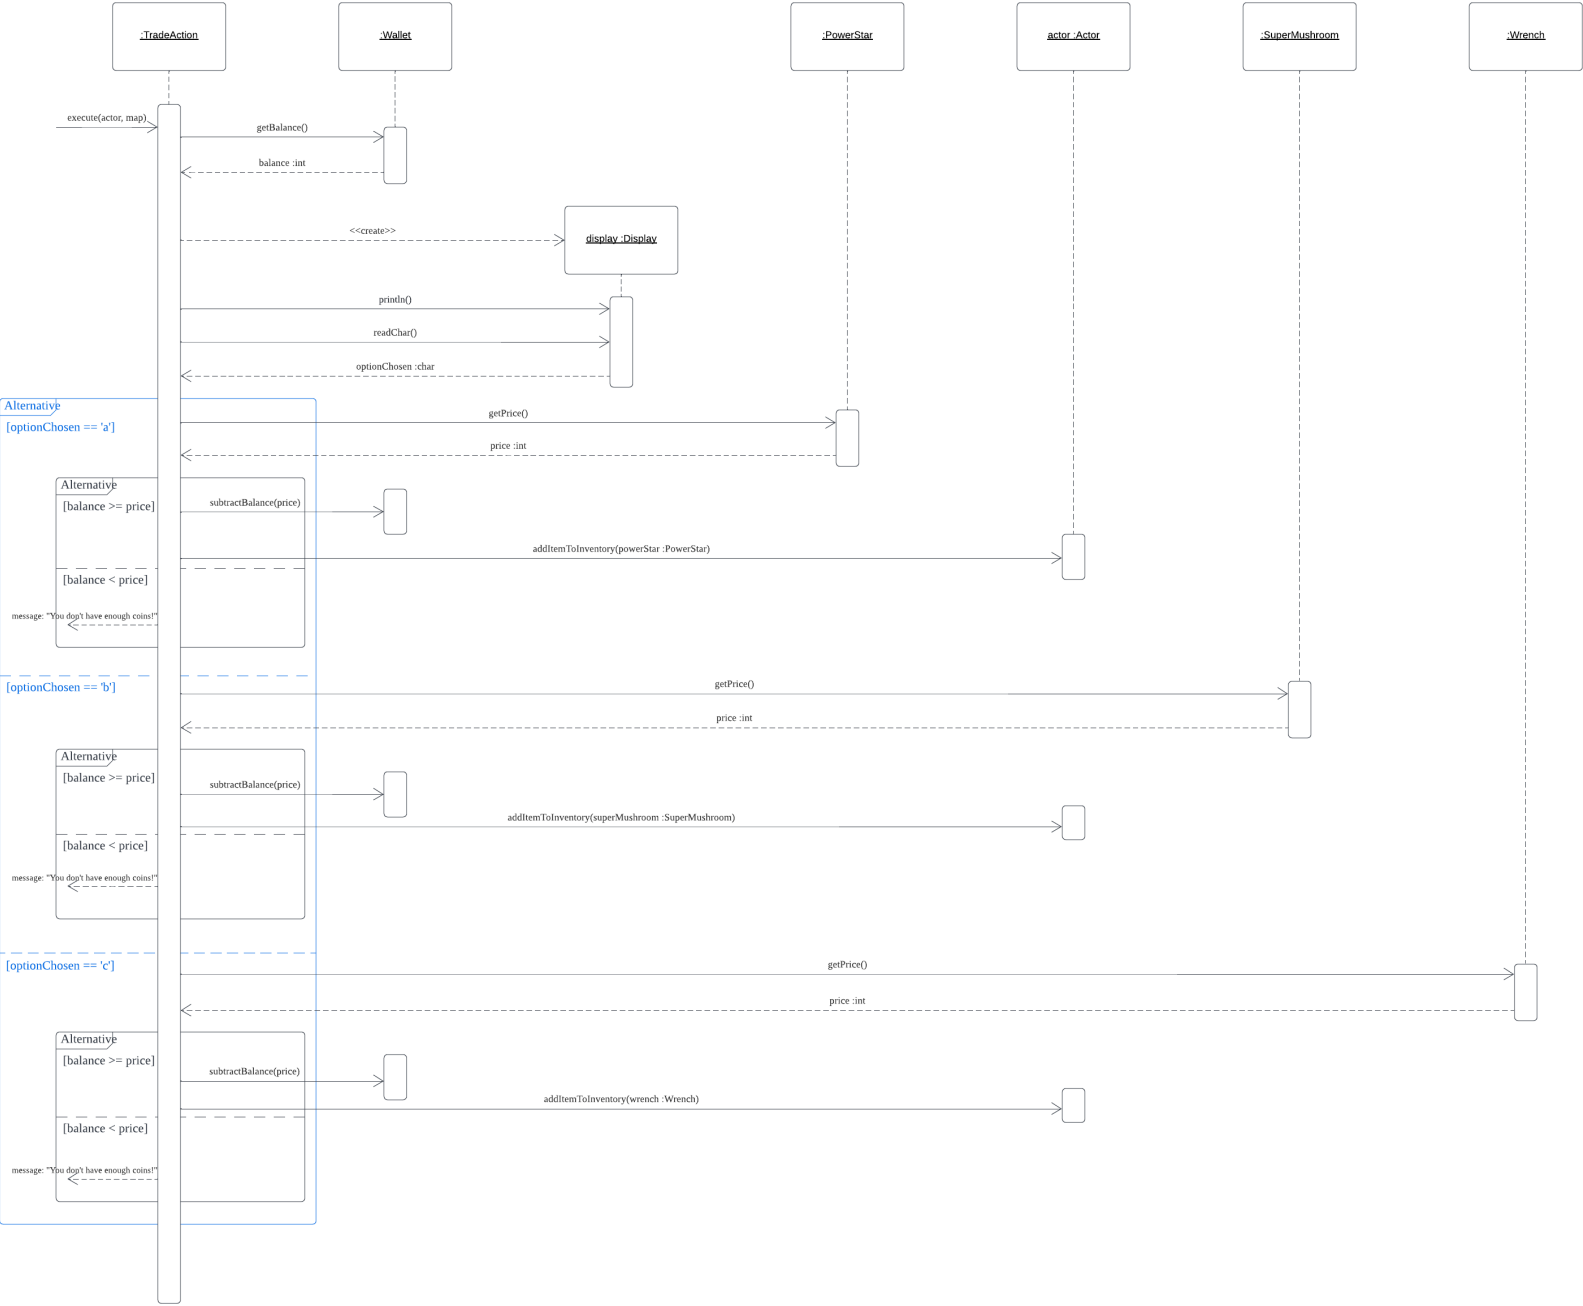 :TradeAction
:Wallet
:PowerStar
actor :Actor
:SuperMushroom
:Wrench
execute(actor, map)
getBalance()
balance :int
<<create>>
display :Display
println()
readChar()
optionChosen :char
Alternative
[optionChosen == 'a']
getPrice()
price :int
Alternative
[balance >= price]
subtractBalance(price)
addItemToInventory(powerStar :PowerStar)
[balance < price]
message: "You don't have enough coins!"
[optionChosen == 'b']
getPrice()
price :int
Alternative
[balance >= price]
subtractBalance(price)
addItemToInventory(superMushroom :SuperMushroom)
[balance < price]
message: "You don't have enough coins!"
[optionChosen == 'c']
getPrice()
price :int
Alternative
[balance >= price]
subtractBalance(price)
addItemToInventory(wrench :Wrench)
[balance < price]
message: "You don't have enough coins!"